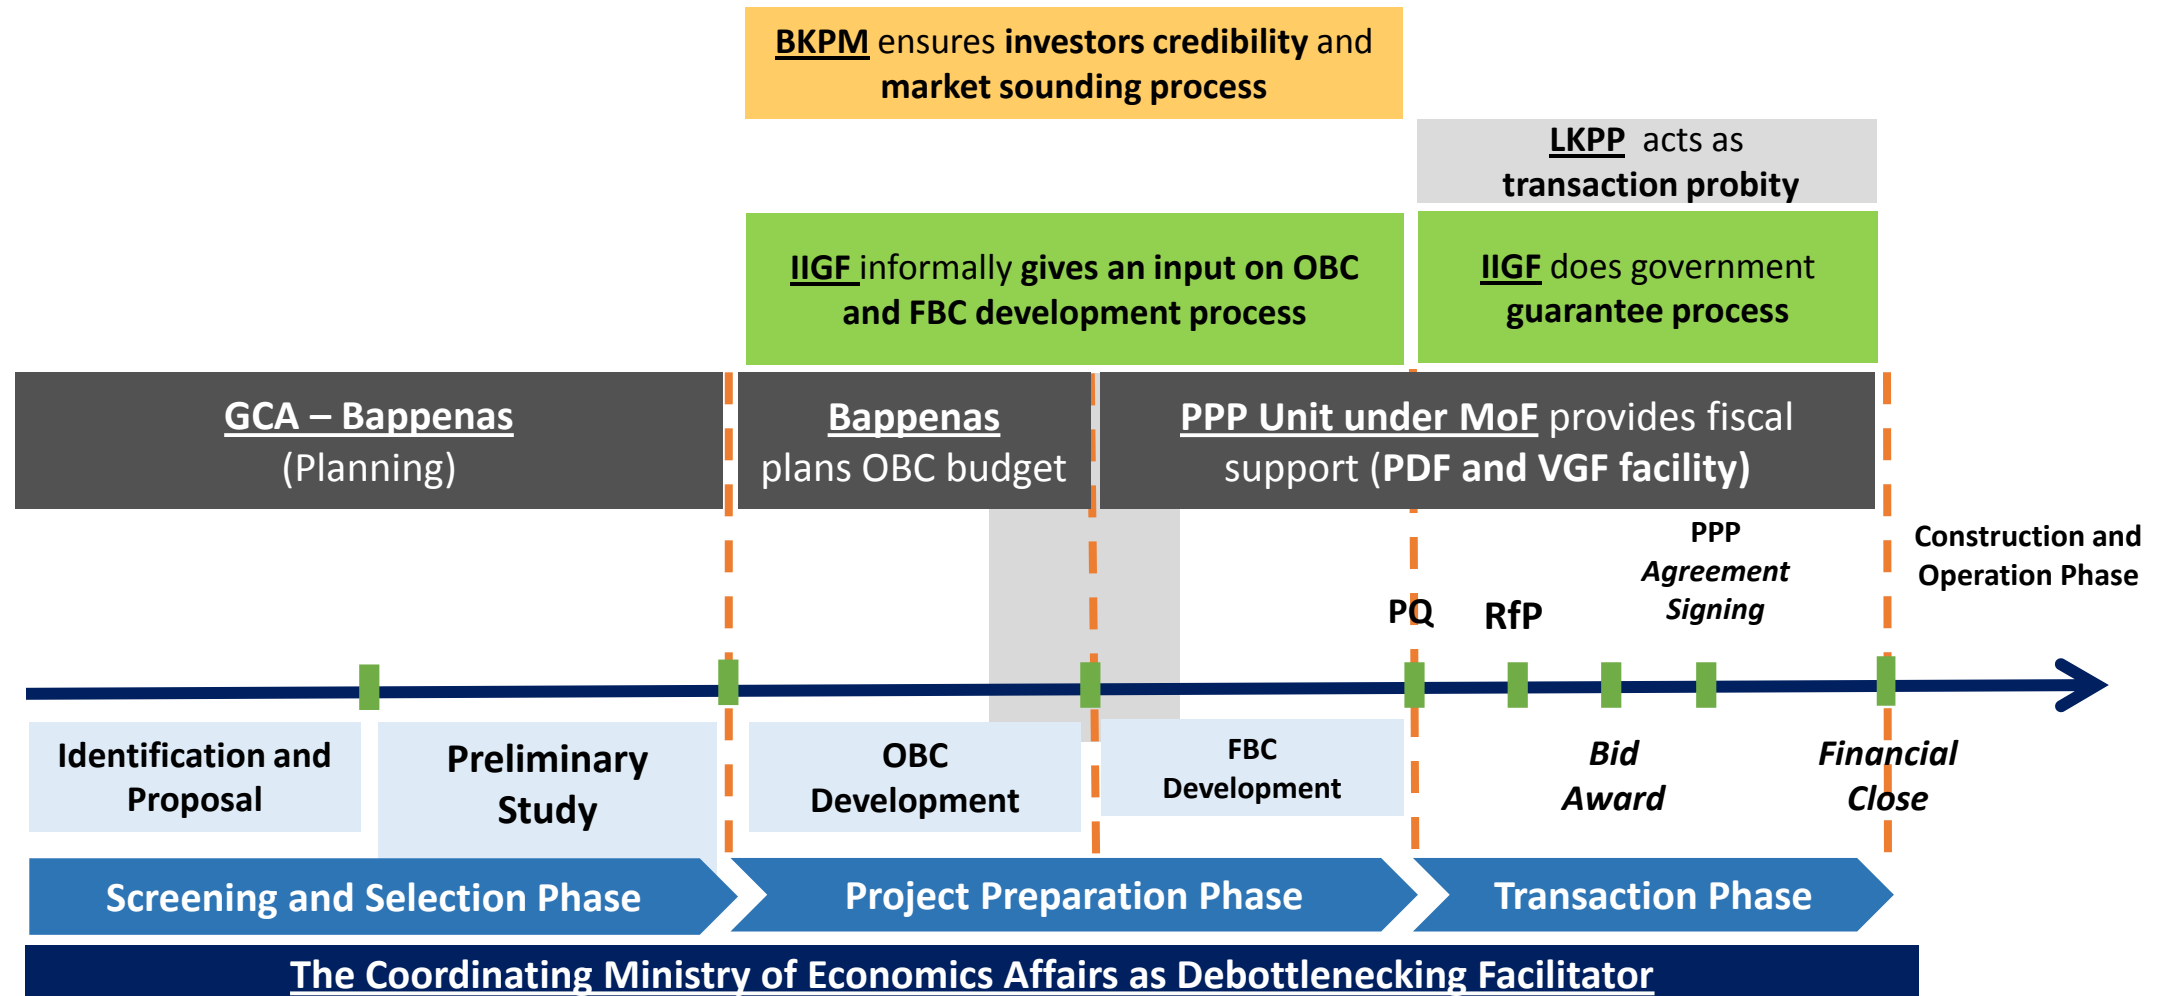 BKPM ensures investors credibility and
market sounding process
LKPP acts as
transaction probity
IIGF informally gives an input on OBC
and FBC development process
IIGF does government
guarantee process
GCA – Bappenas
(Planning)
Bappenas
plans OBC budget
PPP Unit under MoF provides fiscal
support (PDF and VGF facility)
PPP
Agreement
Signing
Construction and
Operation Phase
PQ
RfP
Identification and
Proposal
Preliminary
Study
OBC
Development
FBC
Development
Bid
Award
Financial
Close
Screening and Selection Phase
Project Preparation Phase
Transaction Phase
The Coordinating Ministry of Economics Affairs as Debottlenecking Facilitator